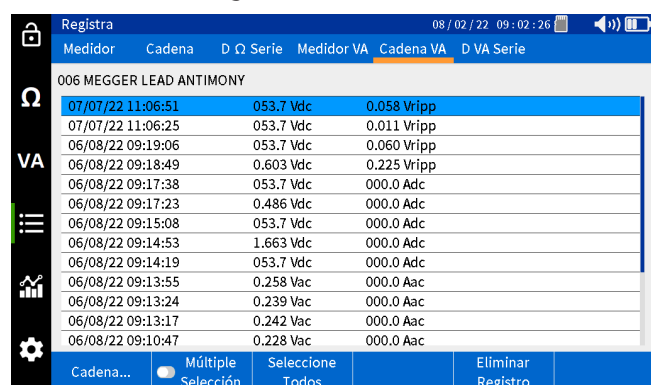 Registra 08/02/22 09:02:26
Medidor Cadena D Ω Serie Medidor VA Cadena VA D VA Serie
006 MEGGER LEAD ANTIMONY
Ω
VA
07/07/22 11:06:51 053.7 Vdc 0.058 Vripp
07/07/22 11:06:25 053.7 Vdc 0.011 Vripp
06/08/22 09:19:06 053.7 Vdc 0.060 Vripp
06/08/22 09:18:49 0.603 Vdc 0.225 Vripp
06/08/22 09:17:38 053.7 Vdc 000.0 Adc
06/08/22 09:17:23 0.486 Vdc 000.0 Adc
06/08/22 09:15:08 053.7 Vdc 000.0 Adc
06/08/22 09:14:53 1.663 Vdc 000.0 Adc
06/08/22 09:14:19 053.7 Vdc 000.0 Adc
06/08/22 09:13:55 0.258 Vac 000.0 Aac
06/08/22 09:13:24 0.239 Vac 000.0 Aac
06/08/22 09:13:17 0.242 Vac 000.0 Aac
06/08/22 09:10:47 0.228 Vac 000.0 Aac
Cadena...
Múltiple
Selección
Seleccione
Todos
Eliminar
Registro